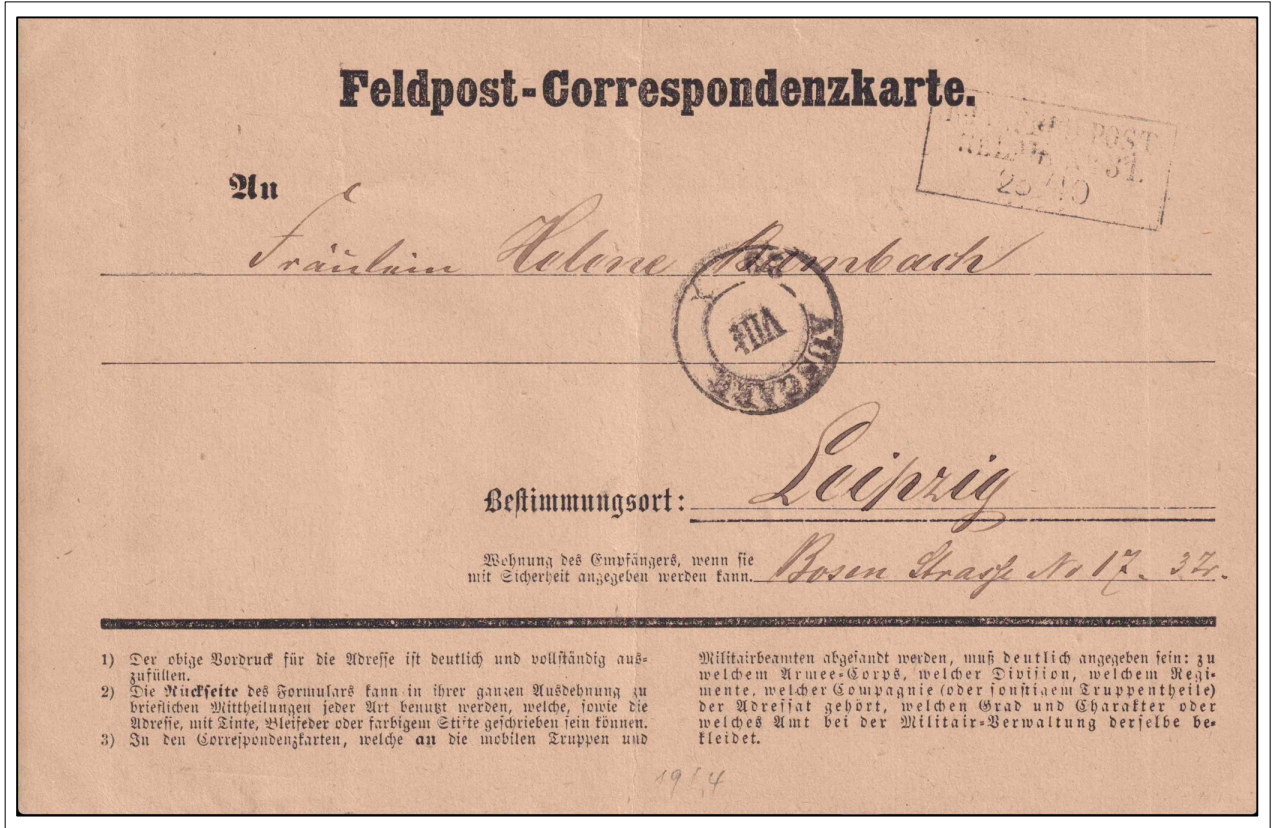 Feldpost-Correspondenzkarte.
POST
31.
25/10
An
Fräulein Helene Bambach
AUSGABE
VIII
Bestimmungsort: Leipzig
Wohnung des Empfängers, wenn sie
mit Sicherheit angegeben werden kann. Bosen Strasse No 17. 3 Tr.
1) Der obige Vordruck für die Adresse ist deutlich und vollständig aus-
zufüllen.
2) Die Rückseite des Formulars kann in ihrer ganzen Ausdehnung zu
brieflichen Mittheilungen jeder Art benutzt werden, welche, sowie die
Adresse, mit Tinte, Bleifeder oder farbigem Stifte geschrieben sein können.
3) In den Correspondenzkarten, welche an die mobilen Truppen und
Militairbeamten abgesandt werden, muß deutlich angegeben sein: zu
welchem Armee-Corps, welcher Division, welchem Regi-
mente, welcher Compagnie (oder sonstigem Truppentheile)
der Adressat gehört, welchen Grad und Charakter oder
welches Amt bei der Militair-Verwaltung derselbe be-
kleidet.